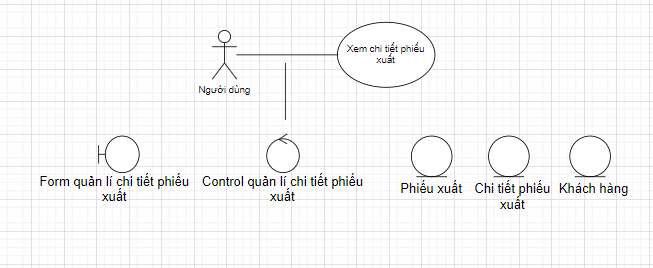 Xem chi tiết phiếu
xuất
Người dùng
Form quản lí chi tiết phiếu
xuất
Control quản lí chi tiết phiếu
xuất
Phiếu xuất
Chi tiết phiếu
xuất
Khách hàng